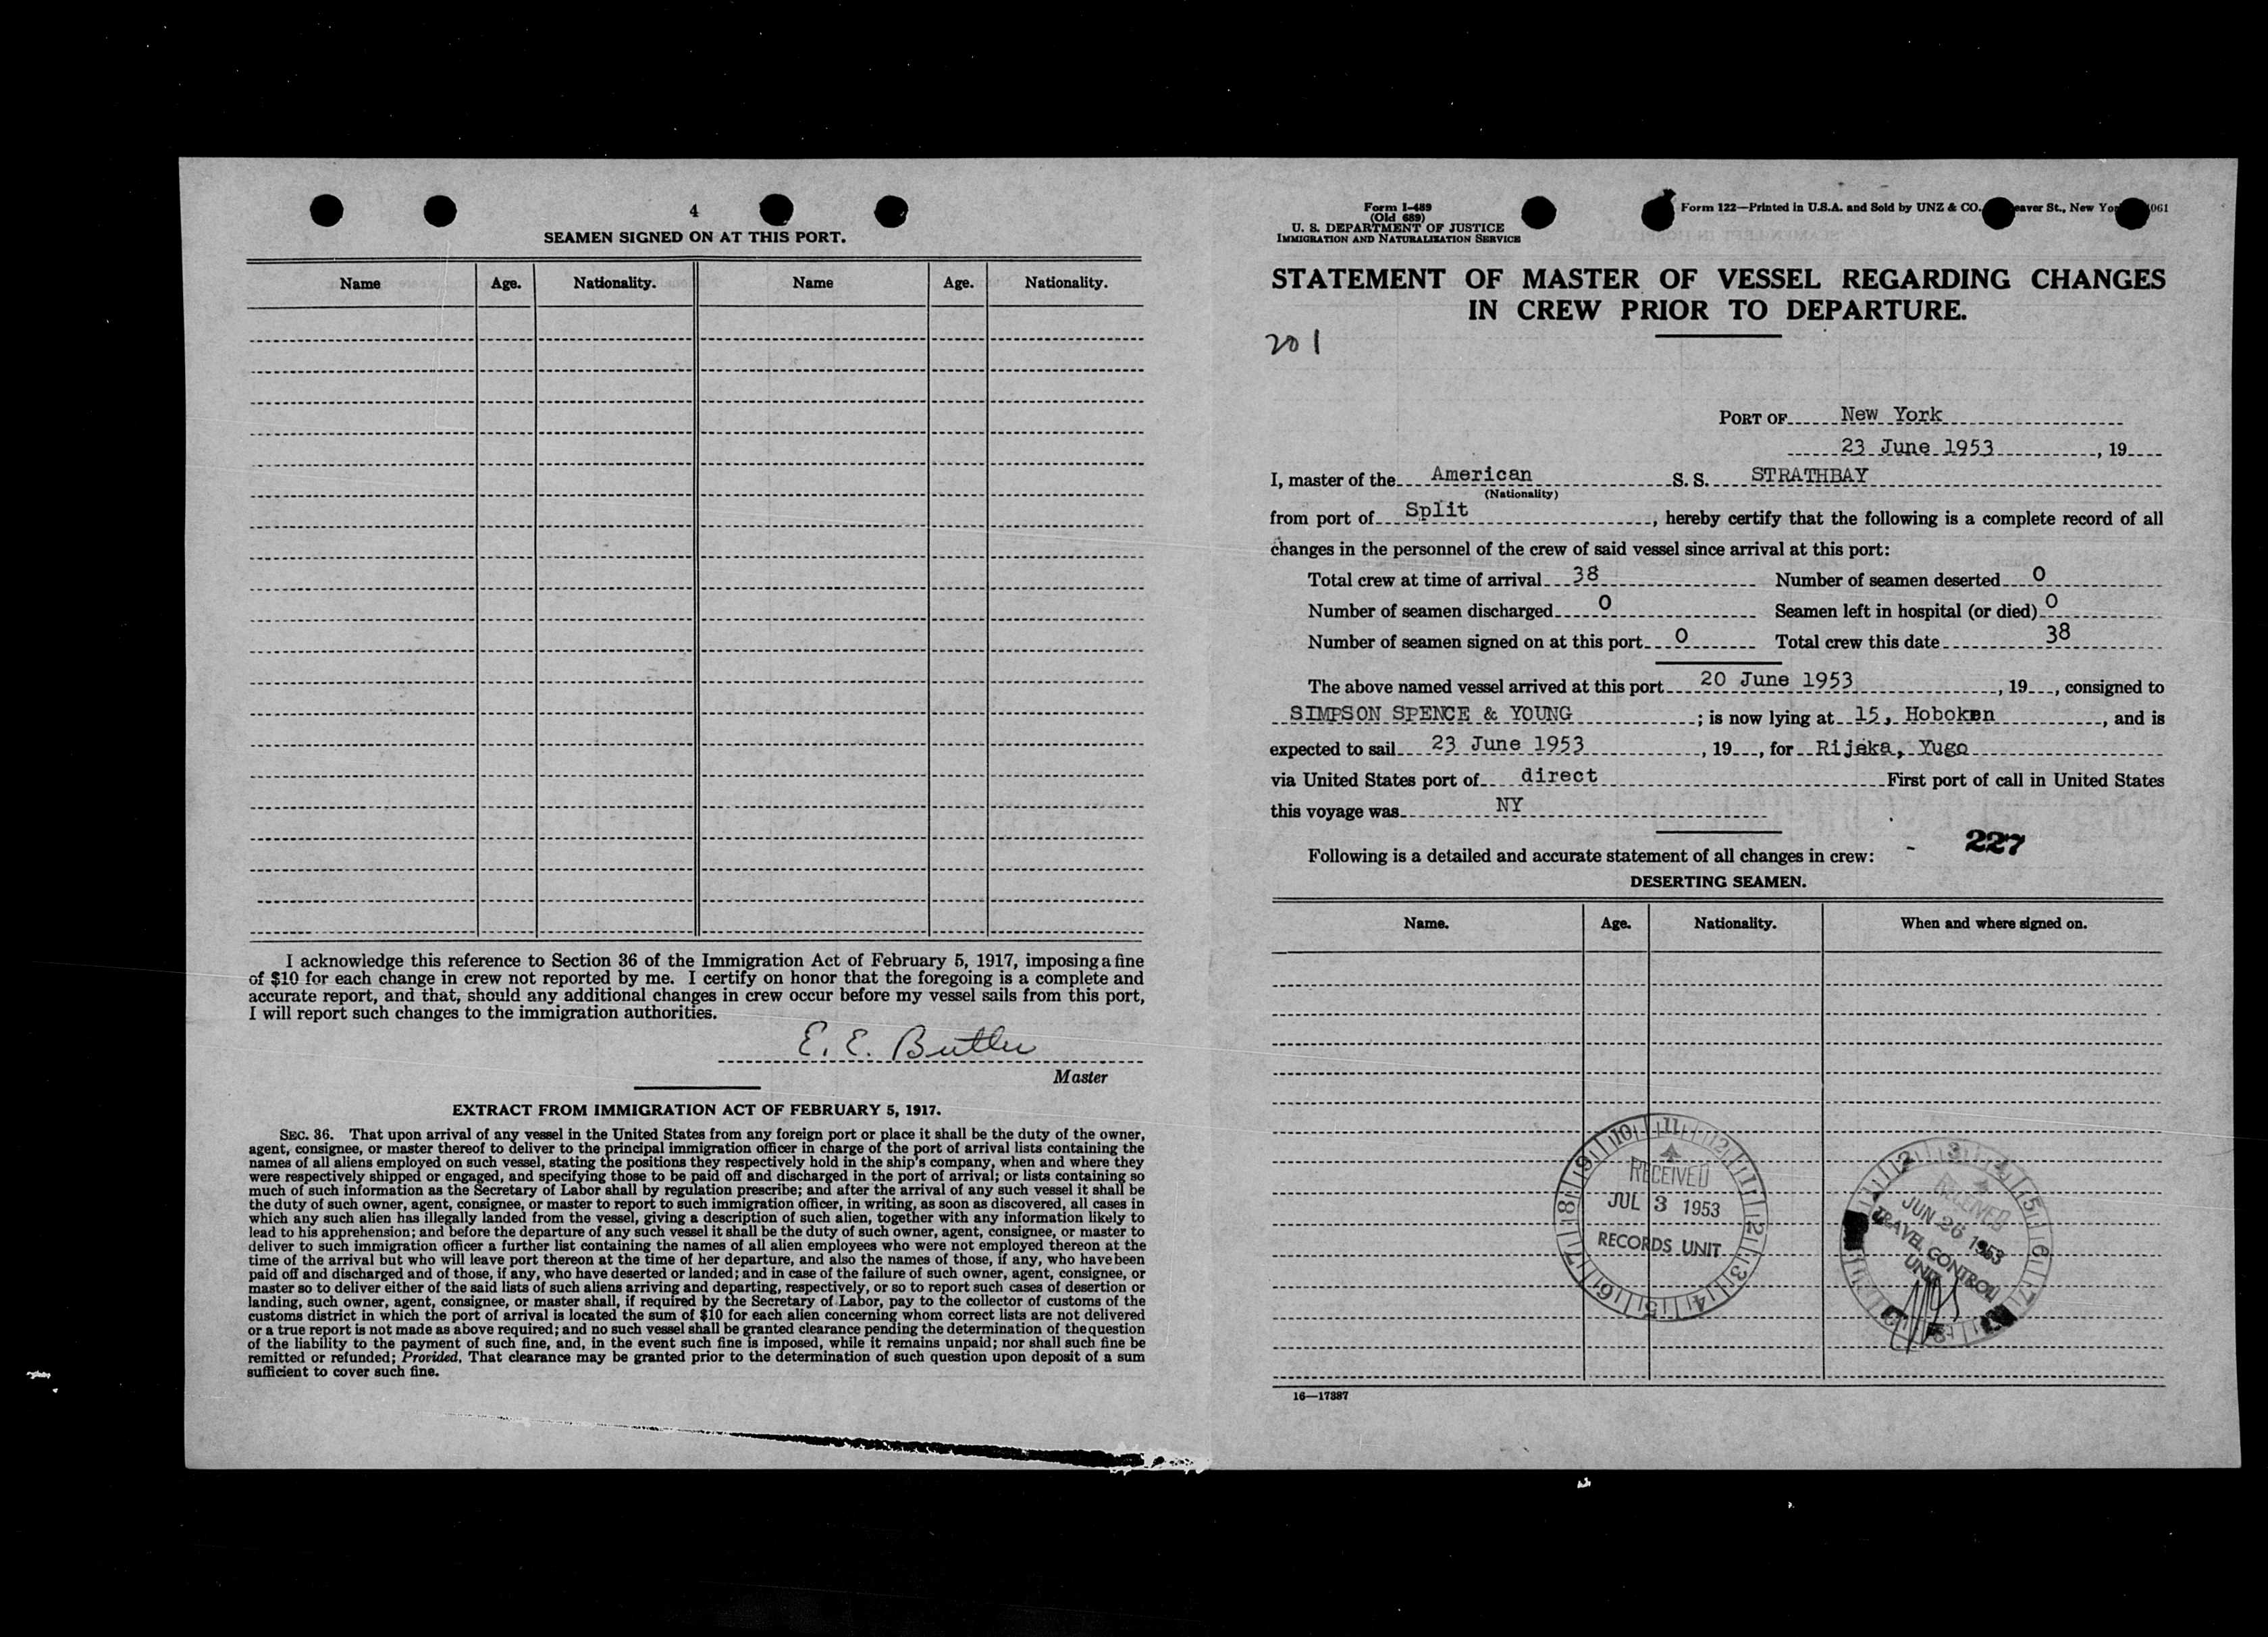 4
SEAMEN SIGNED ON AT THIS PORT.
Name Age. Nationality. Name Age. Nationality.
I acknowledge this reference to Section 36 of the Immigration Act of February 5, 1917, imposing a fine
of $10 for each change in crew not reported by me. I certify on honor that the foregoing is a complete and
accurate report, and that, should any additional changes in crew occur before my vessel sails from this port,
I will report such changes to the immigration authorities.
E. E. Butler
Master
EXTRACT FROM IMMIGRATION ACT OF FEBRUARY 5, 1917.
SEC. 36. That upon arrival of any vessel in the United States from any foreign port or place it shall be the duty of the owner,
agent, consignee, or master thereof to deliver to the principal immigration officer in charge of the port of arrival lists containing the
names of all aliens employed on such vessel, stating the positions they respectively hold in the ship's company, when and where they
were respectively shipped or engaged, and specifying those to be paid off and discharged in the port of arrival; or lists containing so
much of such information as the Secretary of Labor shall by regulation prescribe; and after the arrival of any such vessel it shall be
the duty of such owner, agent, consignee, or master to report to such immigration officer, in writing, as soon as discovered, all cases in
which any such alien has illegally landed from the vessel, giving a description of such alien, together with any information likely to
lead to his apprehension; and before the departure of any such vessel it shall be the duty of such owner, agent, consignee, or master to
deliver to such immigration officer a further list containing the names of all alien employees who were not employed thereon at the
time of the arrival but who will leave port thereon at the time of her departure, and also the names of those, if any, who have been
paid off and discharged and of those, if any, who have deserted or landed; and in case of the failure of such owner, agent, consignee, or
master so to deliver either of the said lists of such aliens arriving and departing, respectively, or so to report such cases of desertion or
landing, such owner, agent, consignee, or master shall, if required by the Secretary of Labor, pay to the collector of customs of the
customs district in which the port of arrival is located the sum of $10 for each alien concerning whom correct lists are not delivered
or a true report is not made as above required; and no such vessel shall be granted clearance pending the determination of the question
of the liability to the payment of such fine, and, in the event such fine is imposed, while it remains unpaid; nor shall such fine be
remitted or refunded; Provided, That clearance may be granted prior to the determination of such question upon deposit of a sum
sufficient to cover such fine.
Form I-489
(Old 689)
U. S. DEPARTMENT OF JUSTICE
IMMIGRATION AND NATURALIZATION SERVICE
Form 122—Printed in U.S.A. and Sold by UNZ & CO. eaver St., New Yo 061
STATEMENT OF MASTER OF VESSEL REGARDING CHANGES
IN CREW PRIOR TO DEPARTURE.
201
PORT OF New York
23 June 1953, 19
I, master of the American S. S. STRATHBAY
(Nationality)
from port of Split, hereby certify that the following is a complete record of all
changes in the personnel of the crew of said vessel since arrival at this port:
Total crew at time of arrival 38 Number of seamen deserted 0
Number of seamen discharged 0 Seamen left in hospital (or died) 0
Number of seamen signed on at this port 0 Total crew this date 38
The above named vessel arrived at this port 20 June 1953, 19, consigned to
SIMPSON SPENCE & YOUNG; is now lying at 15, Hoboken, and is
expected to sail 23 June 1953, 19, for Rijeka, Yugo
via United States port of direct First port of call in United States
this voyage was NY
Following is a detailed and accurate statement of all changes in crew: - 227
DESERTING SEAMEN.
Name. Age. Nationality. When and where signed on.
RECEIVED
JUL 3 1953
RECORDS UNIT
RECEIVED
JUN 26 1953
TRAVEL CONTROL
UNIT
16—17387